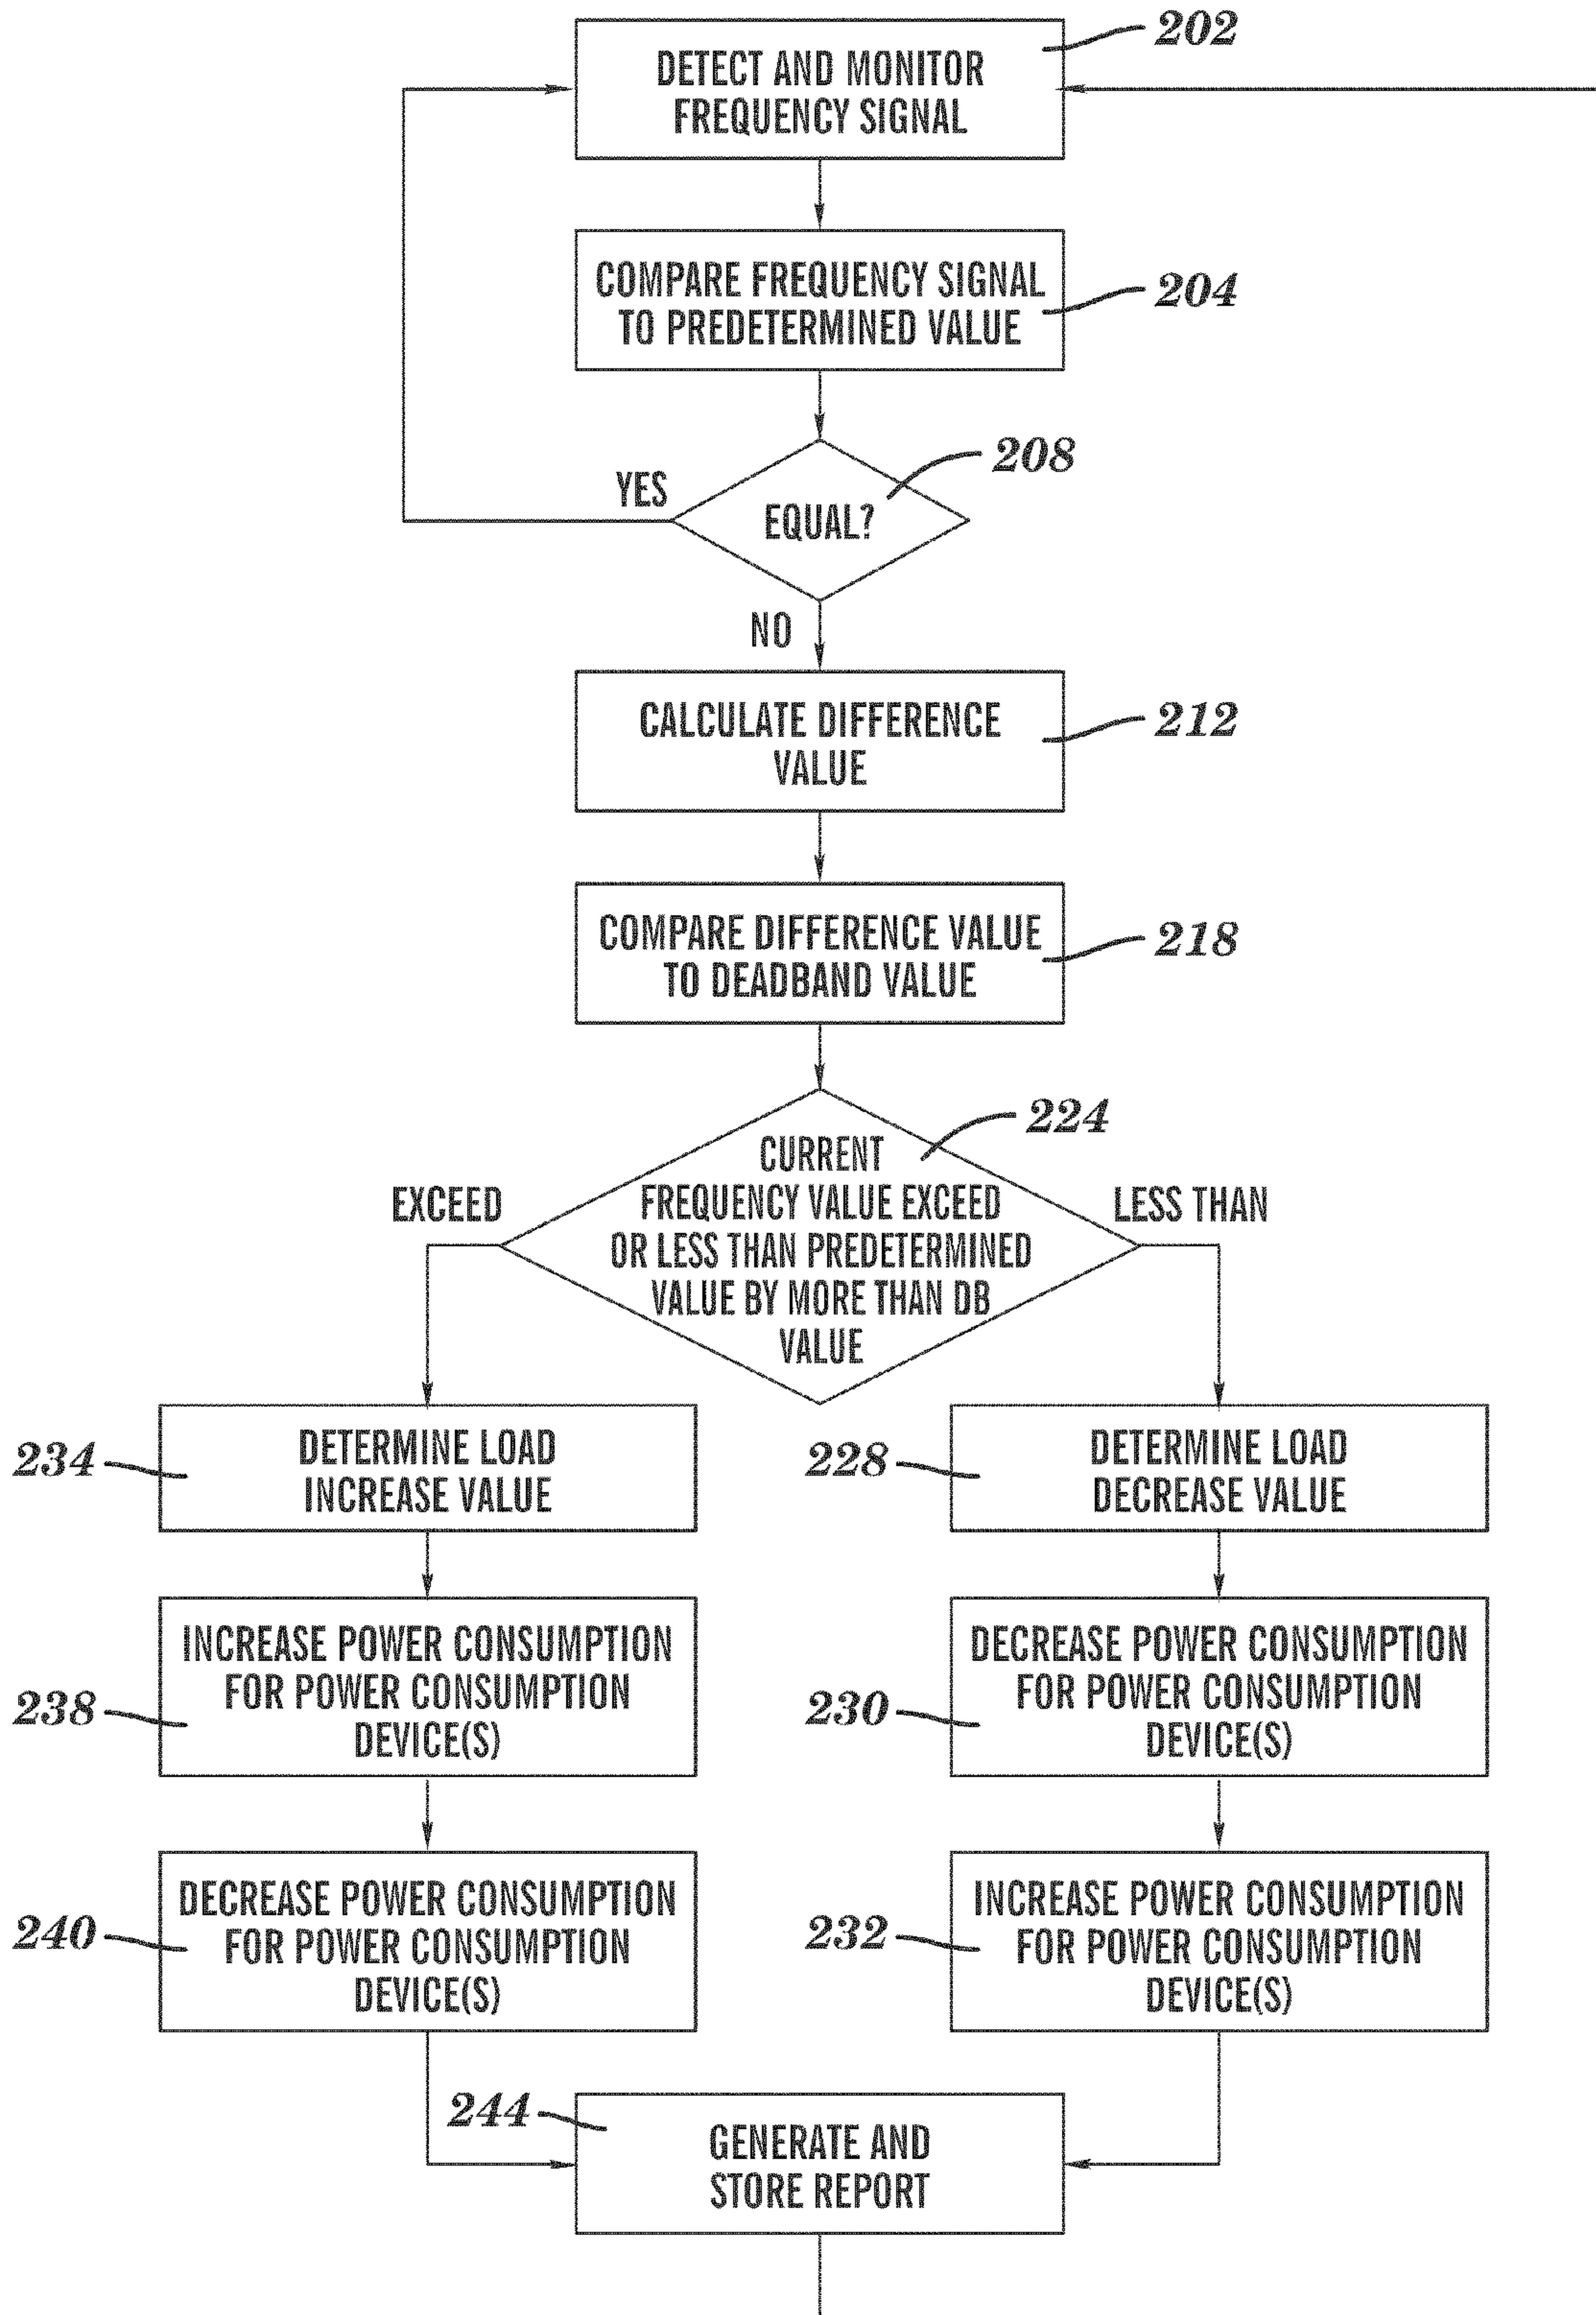 202
DETECT AND MONITOR
FREQUENCY SIGNAL
COMPARE FREQUENCY SIGNAL
TO PREDETERMINED VALUE
204
208
YES
EQUAL?
NO
CALCULATE DIFFERENCE
VALUE
212
COMPARE DIFFERENCE VALUE
TO DEADBAND VALUE
218
224
CURRENT
FREQUENCY VALUE EXCEED
OR LESS THAN PREDETERMINED
VALUE BY MORE THAN DB
VALUE
EXCEED
LESS THAN
234
DETERMINE LOAD
INCREASE VALUE
228
DETERMINE LOAD
DECREASE VALUE
238
INCREASE POWER CONSUMPTION
FOR POWER CONSUMPTION
DEVICE(S)
230
DECREASE POWER CONSUMPTION
FOR POWER CONSUMPTION
DEVICE(S)
240
DECREASE POWER CONSUMPTION
FOR POWER CONSUMPTION
DEVICE(S)
232
INCREASE POWER CONSUMPTION
FOR POWER CONSUMPTION
DEVICE(S)
244
GENERATE AND
STORE REPORT